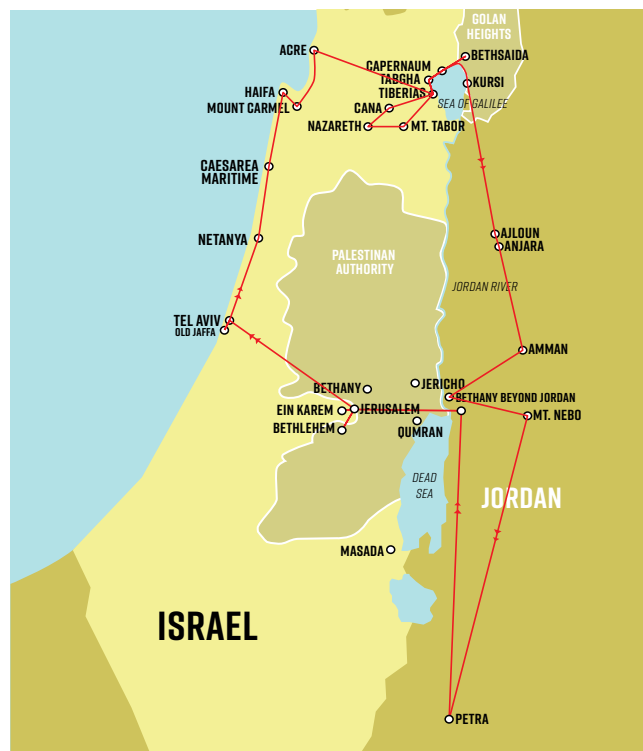 GOLAN
HEIGHTS
ACRE
BETHSAIDA
CAPERNAUM
TABGHA
KURSI
TIBERIAS
HAIFA
MOUNT CARMEL
SEA OF GALILEE
CANA
NAZARETH
MT. TABOR
CAESAREA
MARITIME
AJLOUN
NETANYA
ANJARA
PALESTINAN
AUTHORITY
JORDAN RIVER
TEL AVIV
OLD JAFFA
AMMAN
JERICHO
BETHANY
BETHANY BEYOND JORDAN
EIN KAREM
JERUSALEM
MT. NEBO
BETHLEHEM
QUMRAN
DEAD
SEA
JORDAN
MASADA
ISRAEL
PETRA